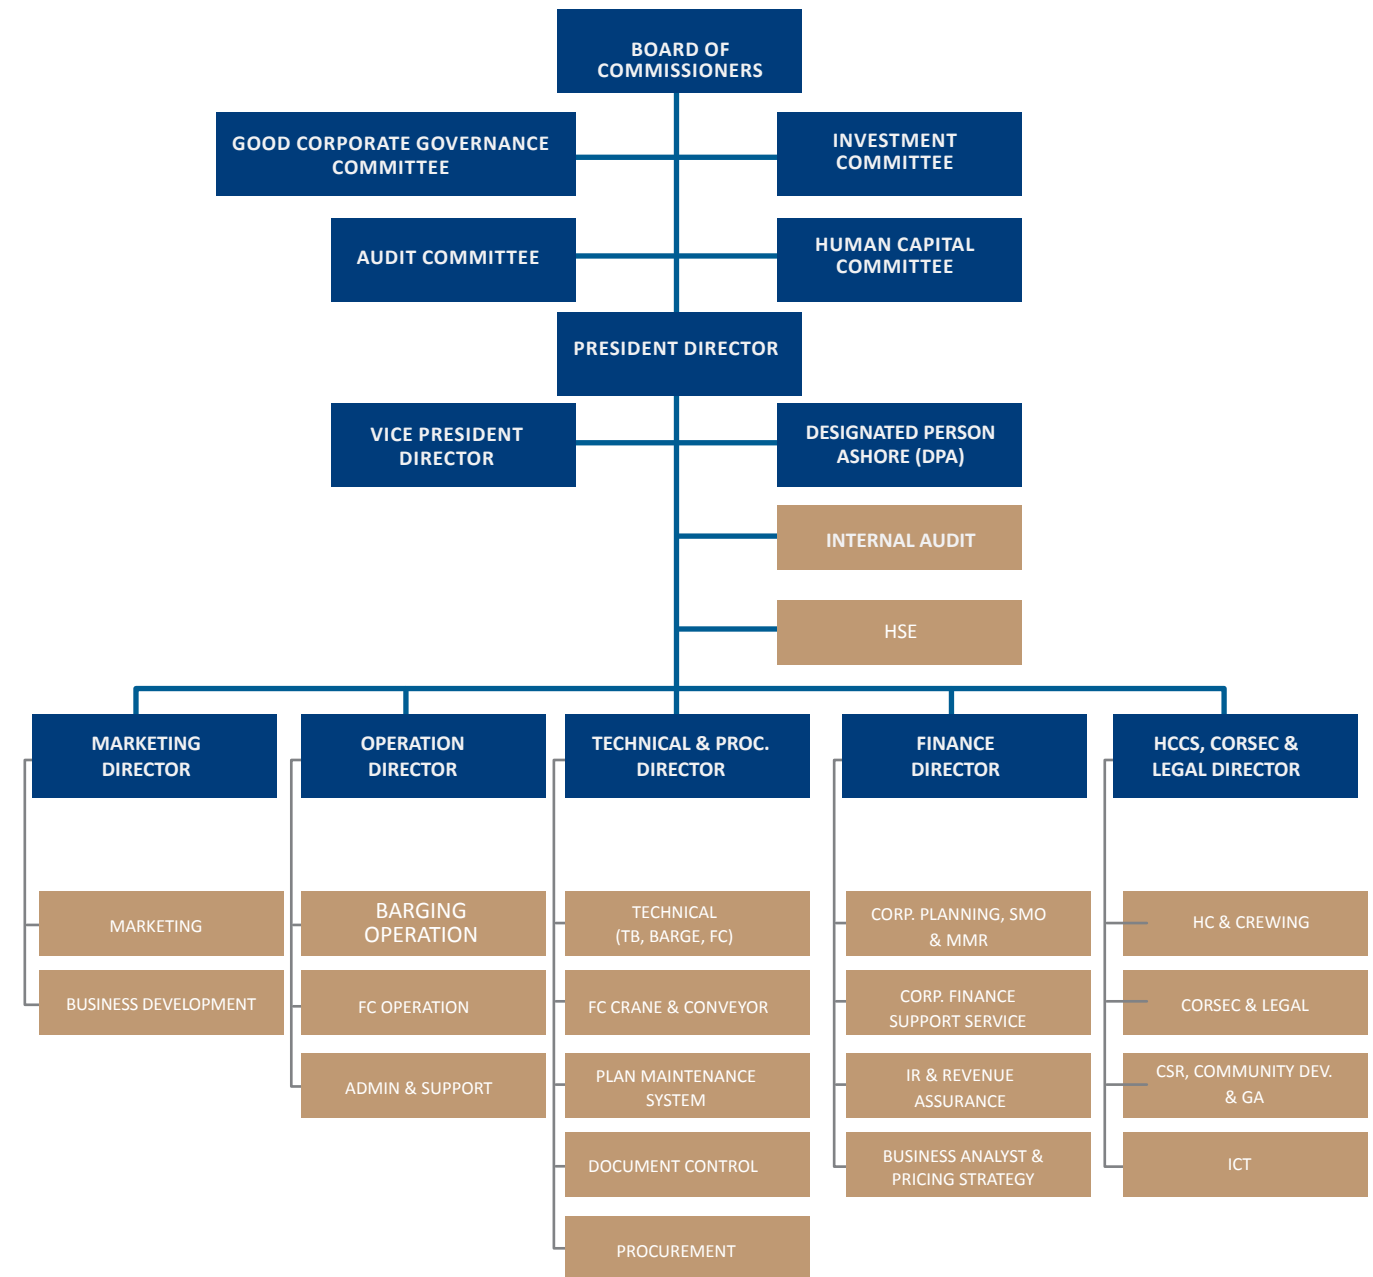 BOARD OF
COMMISSIONERS
GOOD CORPORATE GOVERNANCE
COMMITTEE
INVESTMENT
COMMITTEE
AUDIT COMMITTEE
HUMAN CAPITAL
COMMITTEE
PRESIDENT DIRECTOR
VICE PRESIDENT
DIRECTOR
DESIGNATED PERSON
ASHORE (DPA)
INTERNAL AUDIT
HSE
MARKETING
DIRECTOR
OPERATION
DIRECTOR
TECHNICAL & PROC.
DIRECTOR
FINANCE
DIRECTOR
HCCS, CORSEC &
LEGAL DIRECTOR
MARKETING
BUSINESS DEVELOPMENT
BARGING
OPERATION
FC OPERATION
ADMIN & SUPPORT
TECHNICAL
(TB, BARGE, FC)
FC CRANE & CONVEYOR
PLAN MAINTENANCE
SYSTEM
DOCUMENT CONTROL
PROCUREMENT
CORP. PLANNING, SMO
& MMR
CORP. FINANCE
SUPPORT SERVICE
IR & REVENUE
ASSURANCE
BUSINESS ANALYST &
PRICING STRATEGY
HC & CREWING
CORSEC & LEGAL
CSR, COMMUNITY DEV.
& GA
ICT